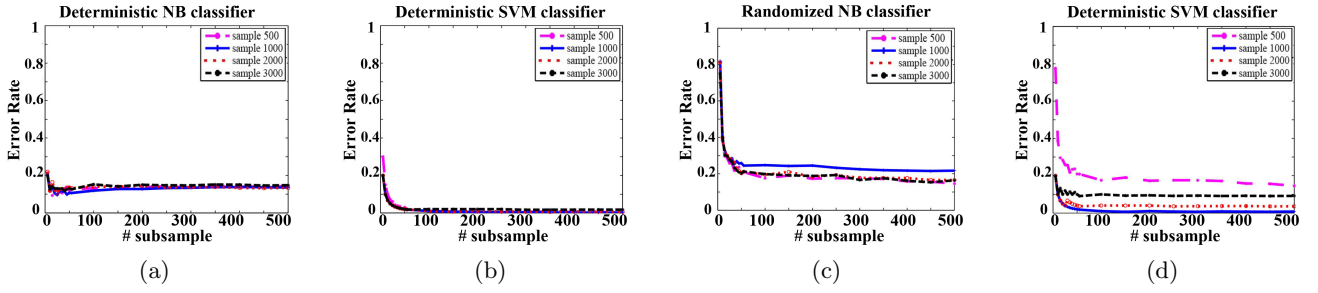 Deterministic NB classifier
1
0.8
0.6
0.4
0.2
0
0 100 200 300 400 500
Error Rate
# subsample
sample 500
sample 1000
sample 2000
sample 3000
(a)
Deterministic SVM classifier
1
0.8
0.6
0.4
0.2
0
0 100 200 300 400 500
Error Rate
# subsample
sample 500
sample 1000
sample 2000
sample 3000
(b)
Randomized NB classifier
1
0.8
0.6
0.4
0.2
0
0 100 200 300 400 500
Error Rate
# subsample
sample 500
sample 1000
sample 2000
sample 3000
(c)
Deterministic SVM classifier
1
0.8
0.6
0.4
0.2
0
0 100 200 300 400 500
Error Rate
# subsample
sample 500
sample 1000
sample 2000
sample 3000
(d)